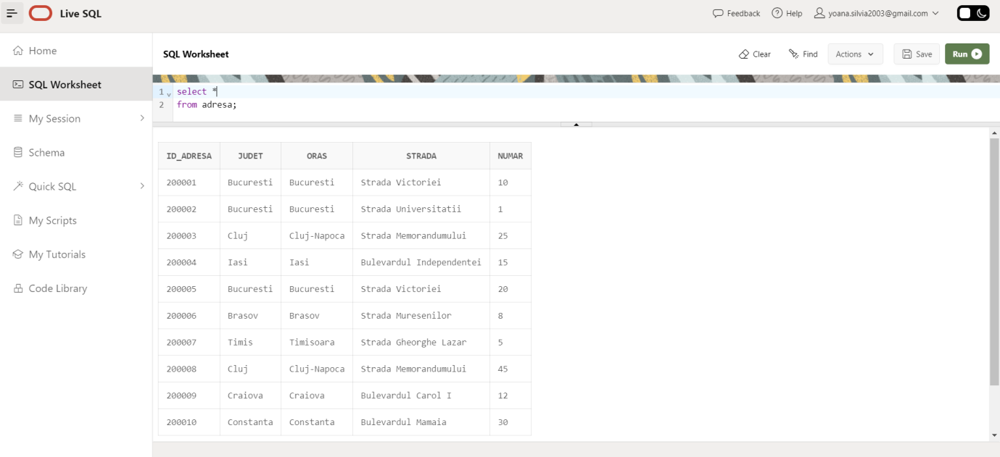 Live SQL
Feedback Help yoana.silvia2003@gmail.com
Home
SQL Worksheet
My Session
Schema
Quick SQL
My Scripts
My Tutorials
Code Library
SQL Worksheet
Clear Find Actions Save Run
1 select *
2 from adresa;
ID_ADRESA JUDET ORAS STRADA NUMAR
200001 Bucuresti Bucuresti Strada Victoriei 10
200002 Bucuresti Bucuresti Strada Universitatii 1
200003 Cluj Cluj-Napoca Strada Memorandumului 25
200004 Iasi Iasi Bulevardul Independentei 15
200005 Bucuresti Bucuresti Strada Victoriei 20
200006 Brasov Brasov Strada Muresenilor 8
200007 Timis Timisoara Strada Gheorghe Lazar 5
200008 Cluj Cluj-Napoca Strada Memorandumului 45
200009 Craiova Craiova Bulevardul Carol I 12
200010 Constanta Constanta Bulevardul Mamaia 30